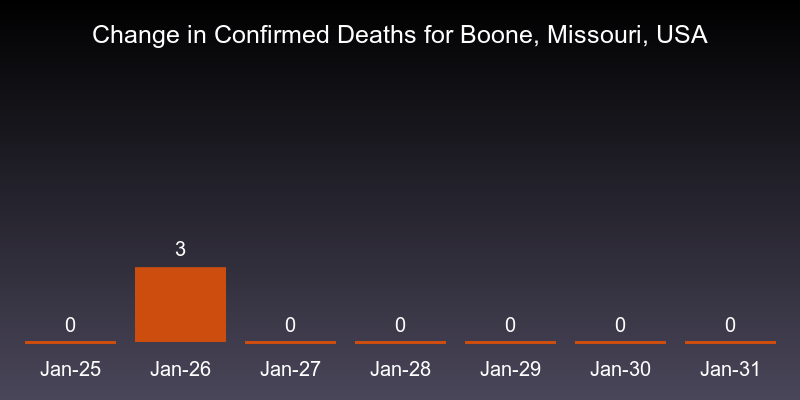 Change in Confirmed Deaths for Boone, Missouri, USA
3
0 0 0 0 0 0
Jan-25 Jan-26 Jan-27 Jan-28 Jan-29 Jan-30 Jan-31